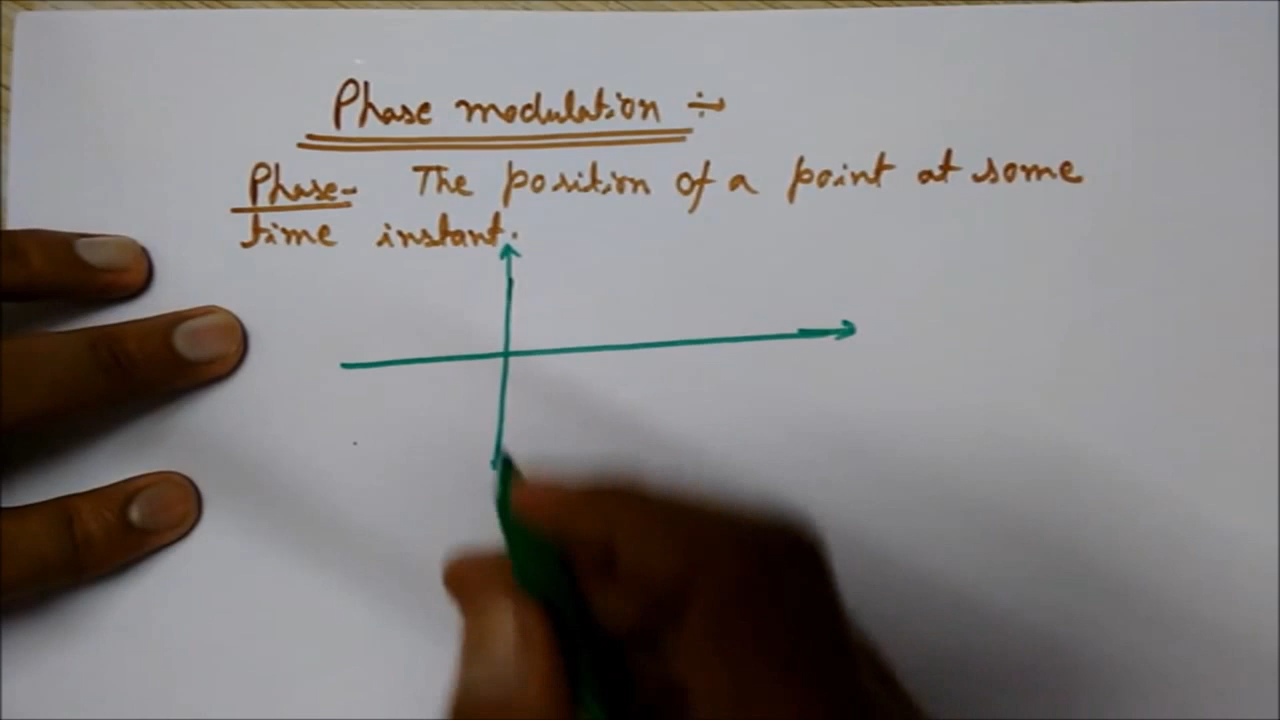 Phase modulation ÷
Phase- The position of a point at some
time instant.